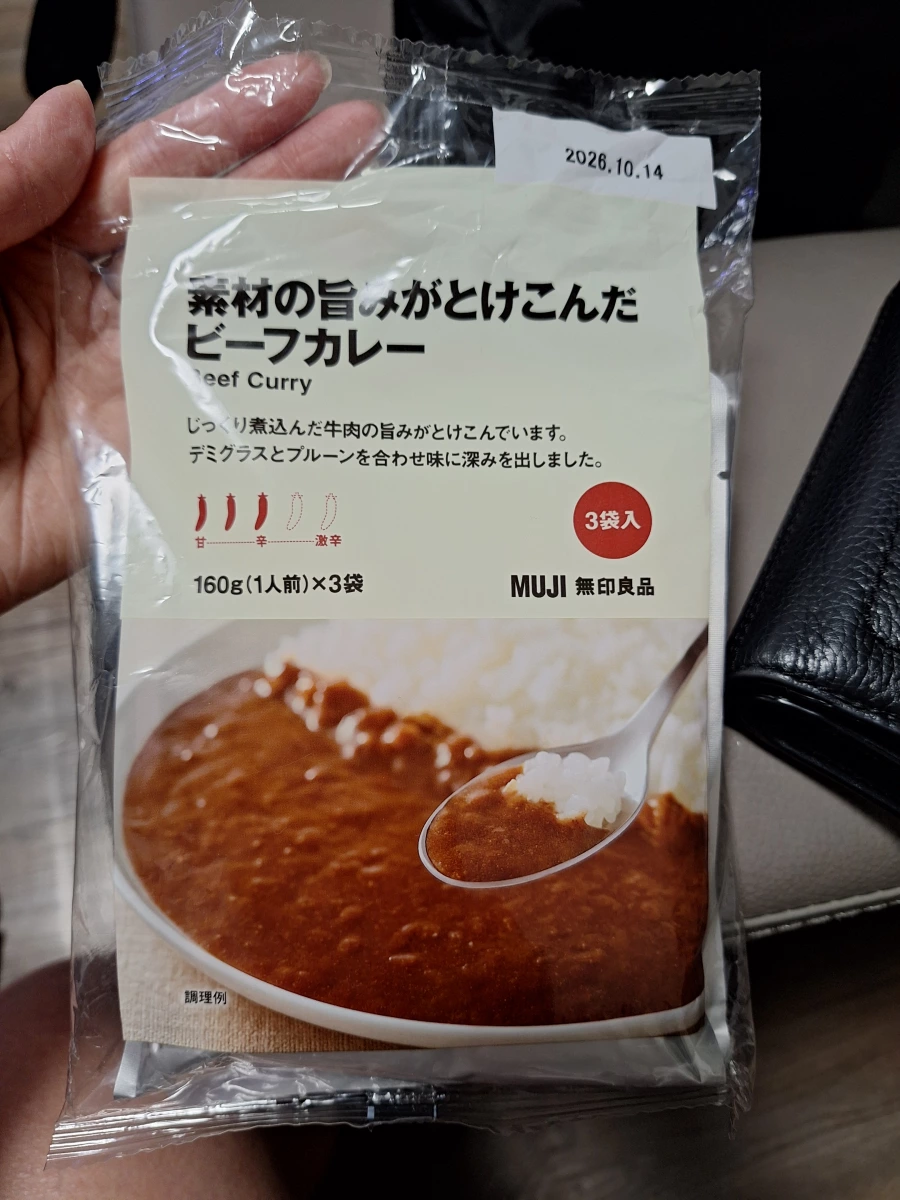 2026.10.14
素材の旨みがとけこんだ
ビーフカレー
Beef Curry
じっくり煮込んだ牛肉の旨みがとけこんでいます。
デミグラスとプルーンを合わせ味に深みを出しました。
甘 辛 激辛
3袋入
160g(1人前)×3袋
MUJI 無印良品
調理例